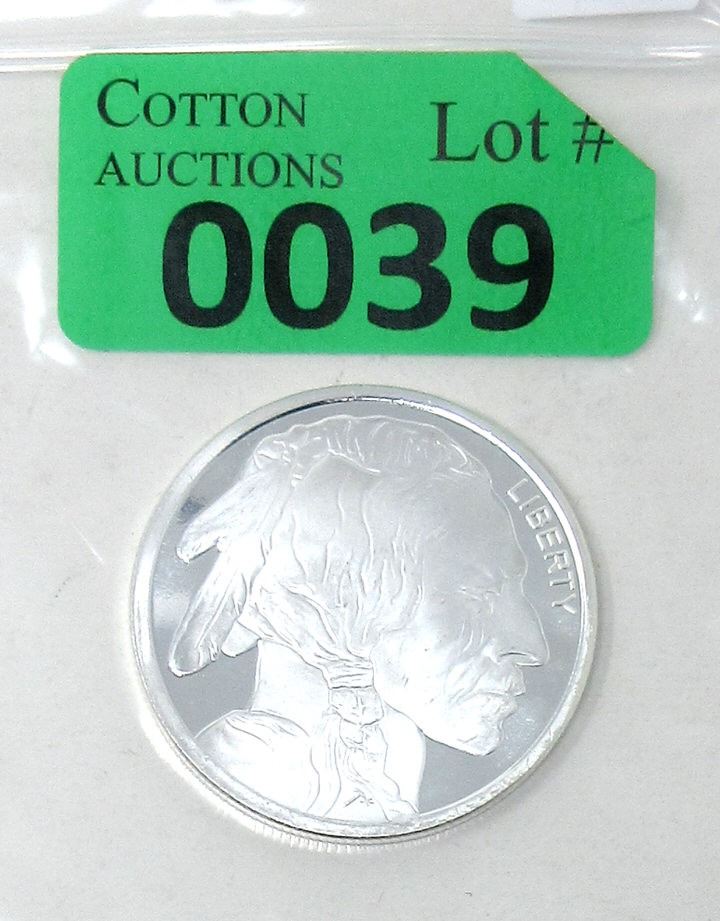 COTTON Lot #
AUCTIONS
0039
LIBERTY